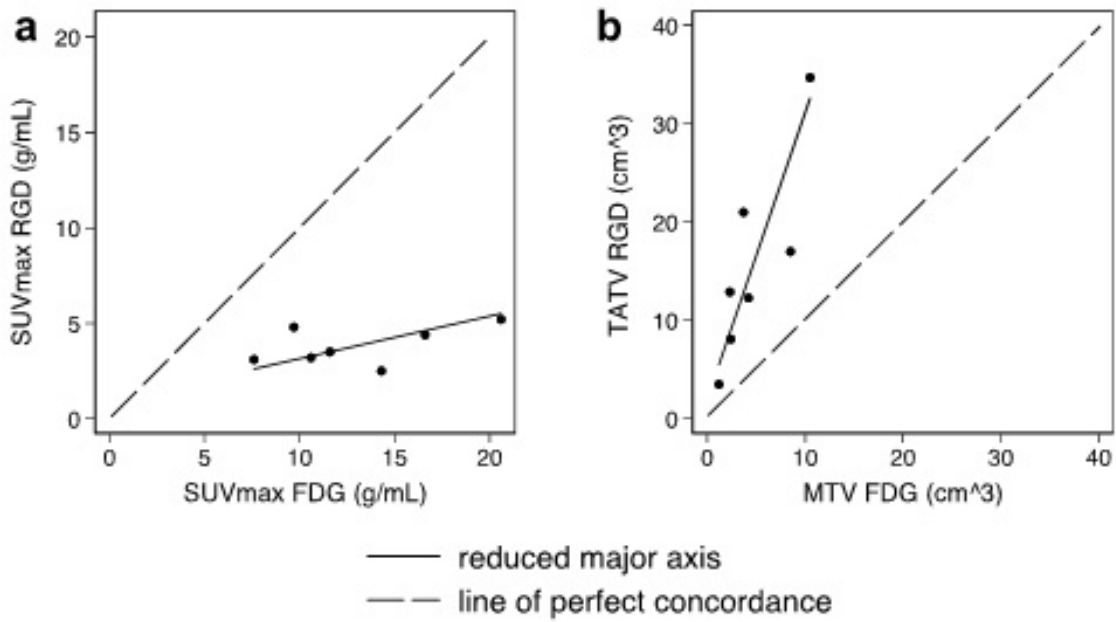 a
20
15
10
5
0
SUVmax RGD (g/mL)
0 5 10 15 20
SUVmax FDG (g/mL)
b
40
30
20
10
0
TATV RGD (cm^3)
0 10 20 30 40
MTV FDG (cm^3)
reduced major axis
line of perfect concordance